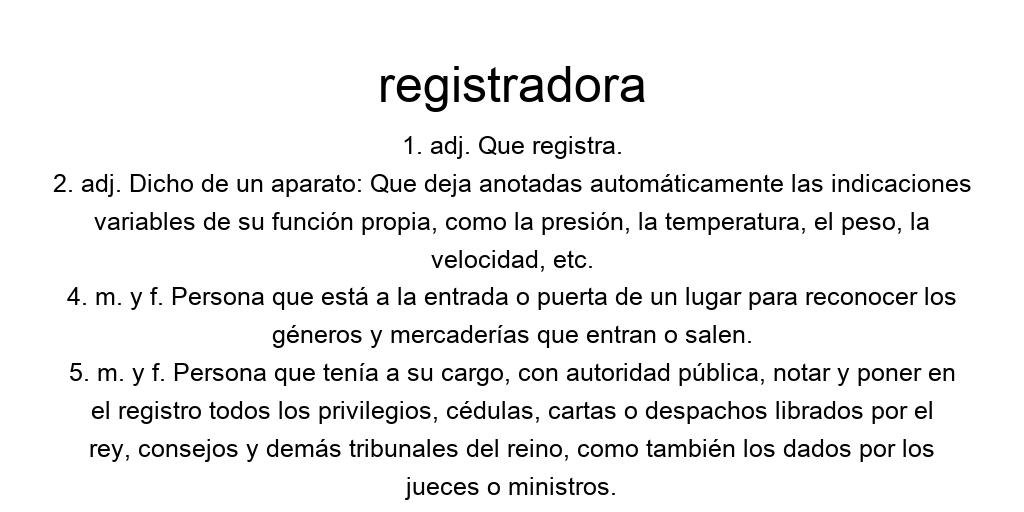 registradora
1. adj. Que registra.
2. adj. Dicho de un aparato: Que deja anotadas automáticamente las indicaciones
variables de su función propia, como la presión, la temperatura, el peso, la
velocidad, etc.
4. m. y f. Persona que está a la entrada o puerta de un lugar para reconocer los
géneros y mercaderías que entran o salen.
5. m. y f. Persona que tenía a su cargo, con autoridad pública, notar y poner en
el registro todos los privilegios, cédulas, cartas o despachos librados por el
rey, consejos y demás tribunales del reino, como también los dados por los
jueces o ministros.